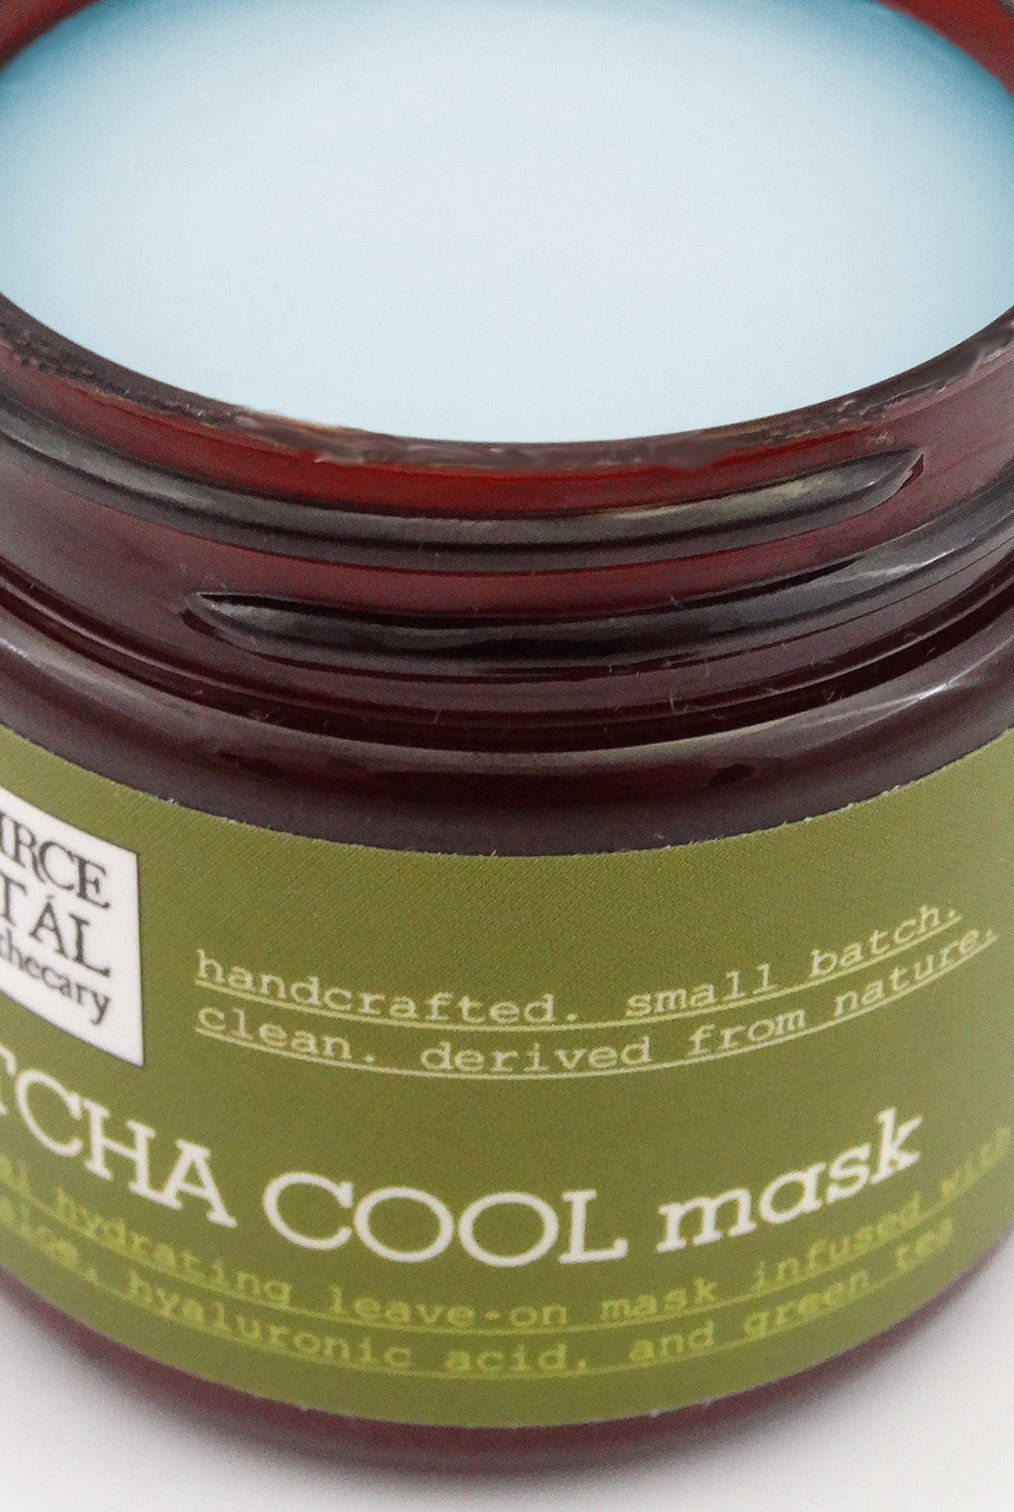 IRCE
TÁL
thecary
handcrafted. small batch.
clean. derived from nature.
TCHA COOL mask
hydrating leave-on mask infused with
aloe, hyaluronic acid, and green tea